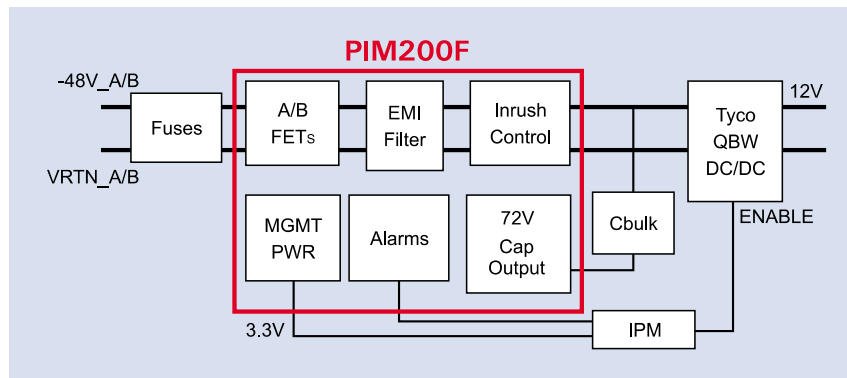 PIM200F
-48V_A/B
12V
Fuses
A/B
FETs
EMI
Filter
Inrush
Control
Tyco
QBW
DC/DC
VRTN_A/B
MGMT
PWR
Alarms
72V
Cap
Output
Cbulk
ENABLE
3.3V
IPM